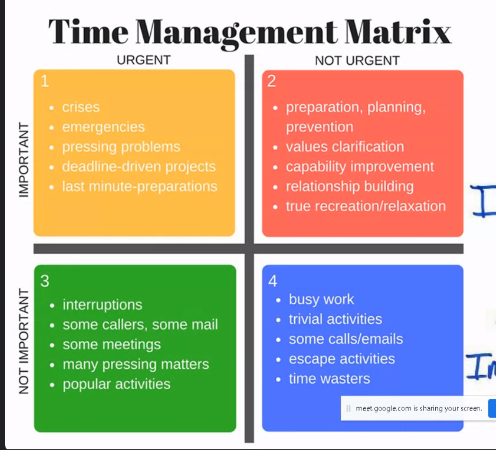 Time Management Matrix
URGENT
NOT URGENT
IMPORTANT
1
crises
emergencies
pressing problems
deadline-driven projects
last minute-preparations
2
preparation, planning,
prevention
values clarification
capability improvement
relationship building
true recreation/relaxation
I
NOT IMPORTANT
3
interruptions
some callers, some mail
some meetings
many pressing matters
popular activities
4
busy work
trivial activities
some calls/emails
escape activities
time wasters
meet.google.com is sharing your screen.